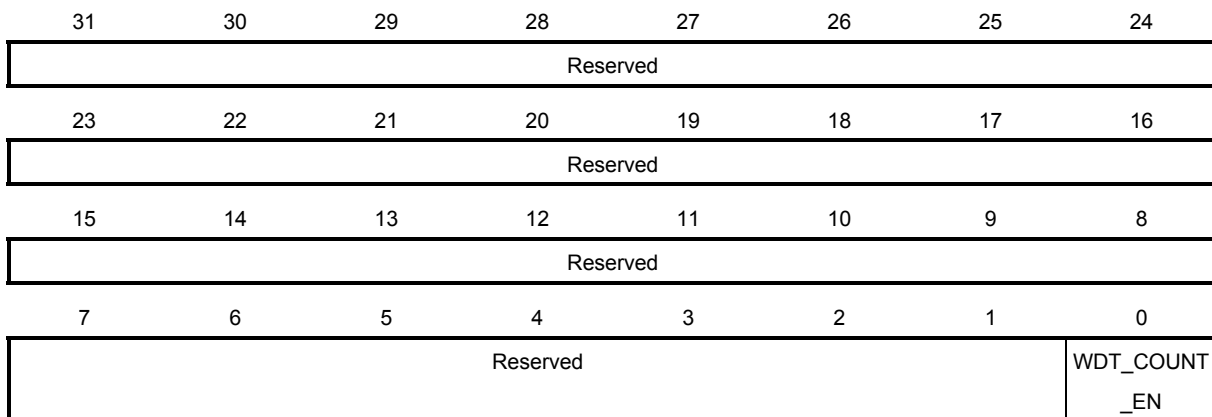 31 30 29 28 27 26 25 24
Reserved
23 22 21 20 19 18 17 16
Reserved
15 14 13 12 11 10 9 8
Reserved
7 6 5 4 3 2 1 0
Reserved WDT_COUNT
_EN